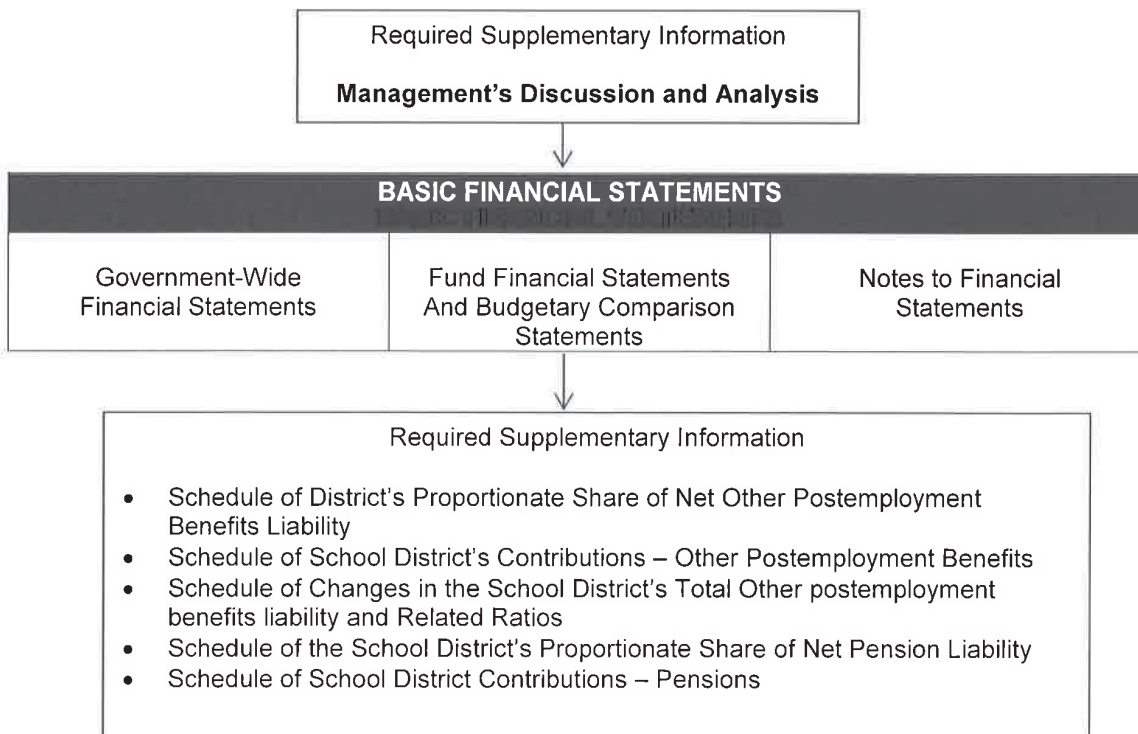 Required Supplementary Information
Management's Discussion and Analysis
BASIC FINANCIAL STATEMENTS
Government-Wide
Financial Statements
Fund Financial Statements
And Budgetary Comparison
Statements
Notes to Financial
Statements
Required Supplementary Information
• Schedule of District's Proportionate Share of Net Other Postemployment
Benefits Liability
• Schedule of School District's Contributions – Other Postemployment Benefits
• Schedule of Changes in the School District's Total Other postemployment
benefits liability and Related Ratios
• Schedule of the School District's Proportionate Share of Net Pension Liability
• Schedule of School District Contributions – Pensions